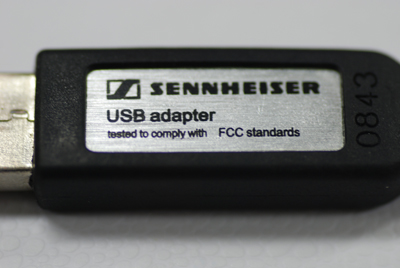 SENNHEISER
USB adapter
tested to comply with FCC standards
0843